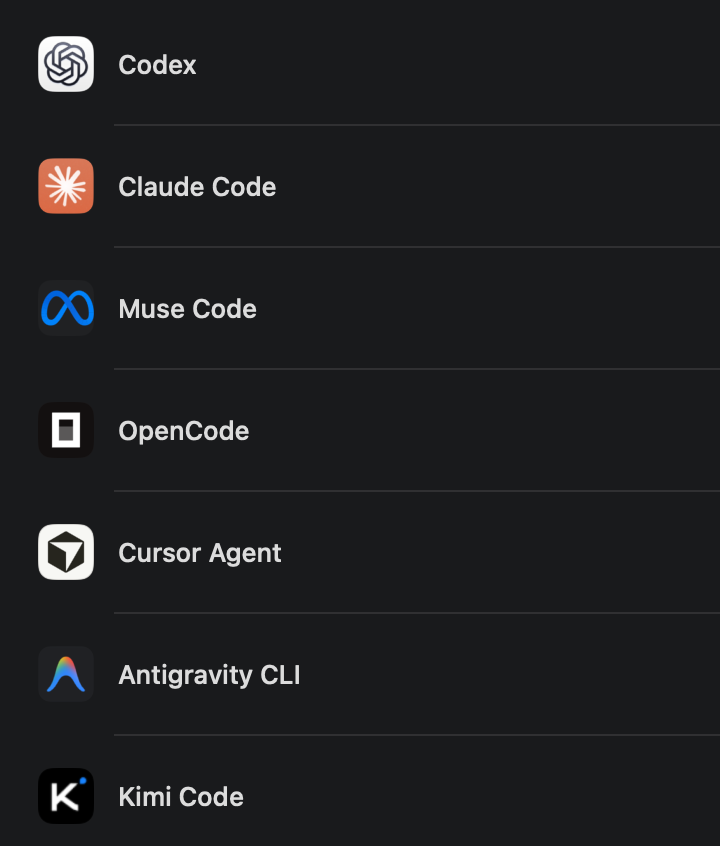 Codex
Claude Code
Muse Code
OpenCode
Cursor Agent
Antigravity CLI
Kimi Code